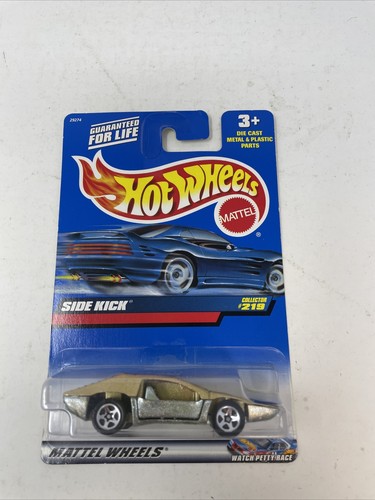 29274
GUARANTEED
FOR LIFE
3+
DIE CAST
METAL & PLASTIC
PARTS
HOT WHEELS
MATTEL
®
SIDE KICK®
COLLECTOR
#219
MATTEL WHEELS®
WATCH PETTY RACE